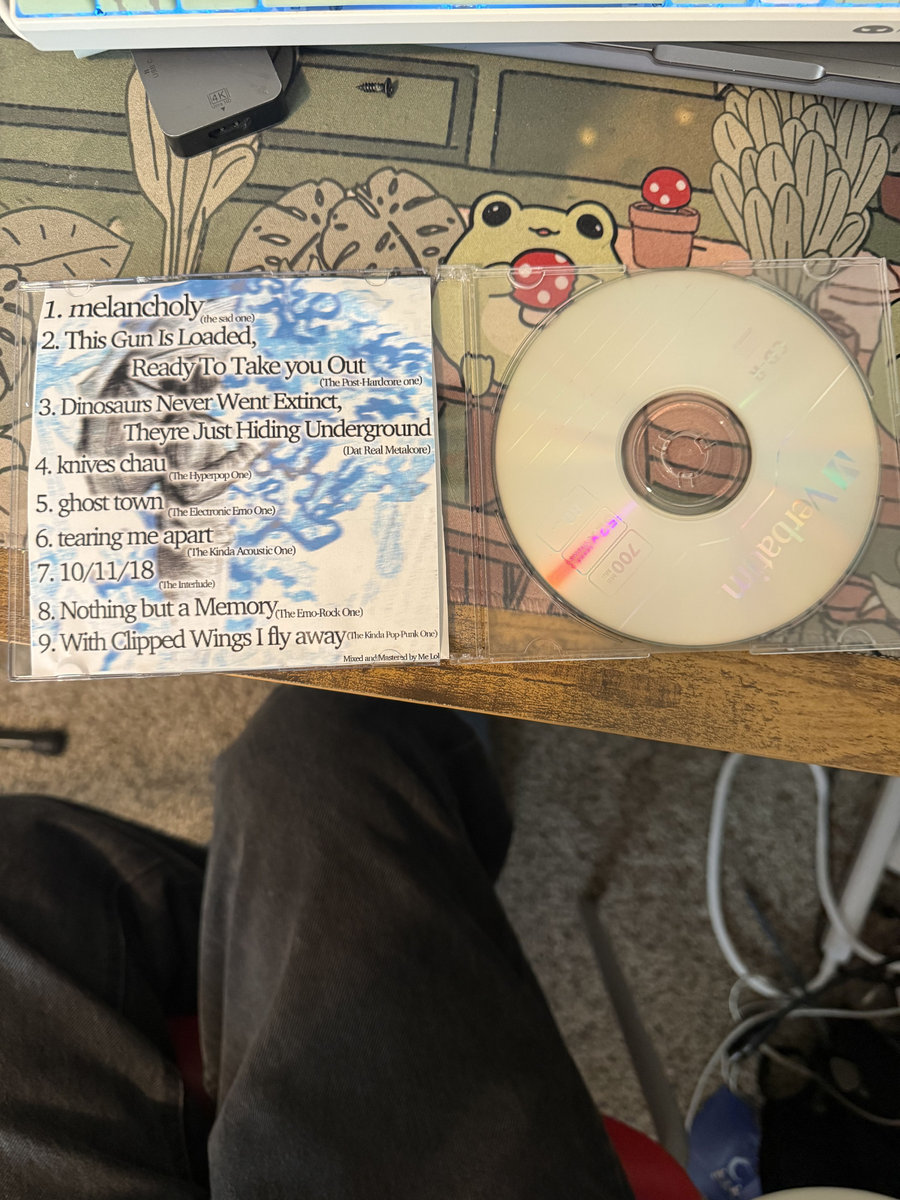 4K
1. melancholy (the sad one)
2. This Gun Is Loaded,
Ready To Take you Out
(The Post-Hardcore one)
3. Dinosaurs Never Went Extinct,
Theyre Just Hiding Underground
(Dat Real Metalcore)
4. knives chau (The Hyperpop One)
5. ghost town (The Electronic Emo One)
6. tearing me apart
(The Kinda Acoustic One)
7. 10/11/18 (The Interlude)
8. Nothing but a Memory (The Emo-Rock One)
9. With Clipped Wings I fly away (The Kinda Pop-Punk One)
Mixed and Mastered by Me Lol
CD-R
Verbatim
700